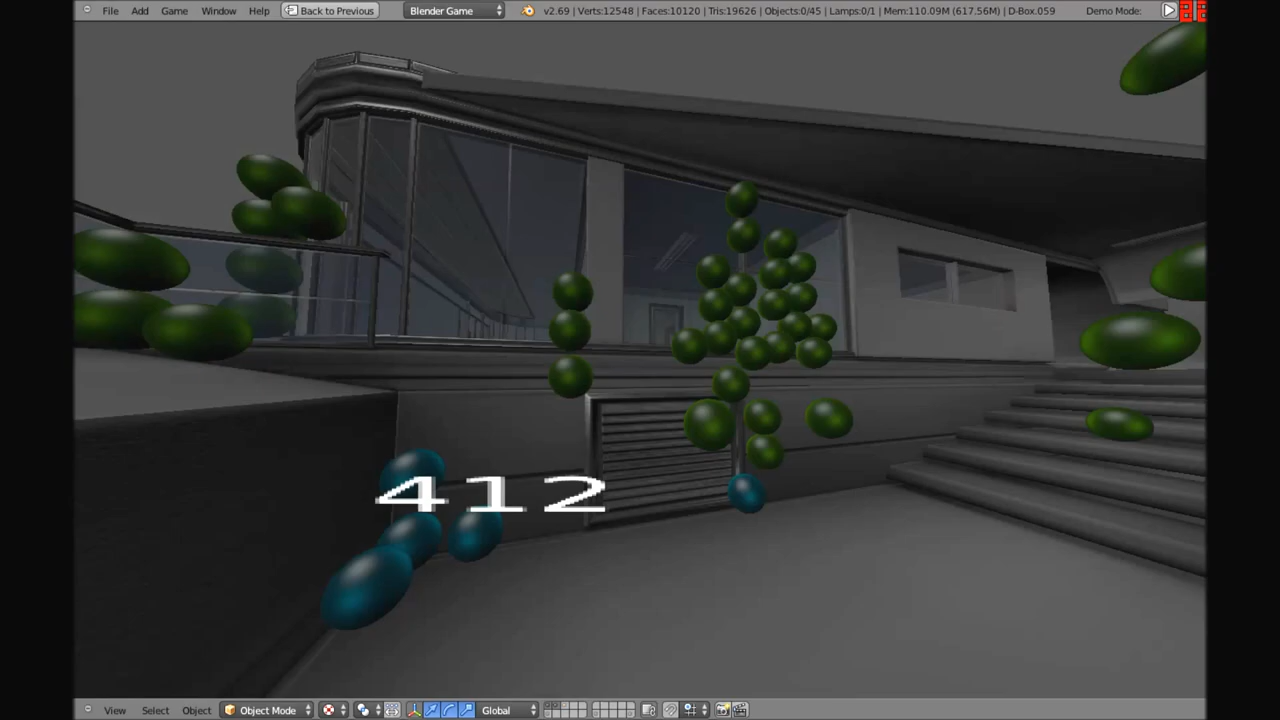 File Add Game Window Help Back to Previous Blender Game v2.69 | Verts:12548 | Faces:10120 | Tris:19626 | Objects:0/45 | Lamps:0/1 | Mem:110.09M (617.56M) | D-Box.059 Demo Mode:
412
View Select Object Object Mode Global